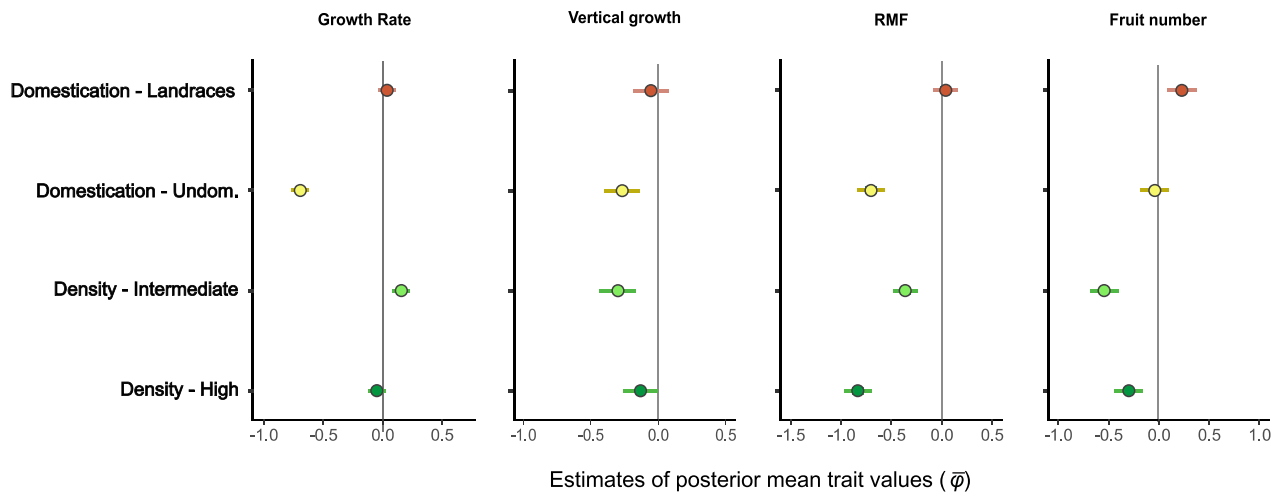 Growth Rate
Vertical growth
RMF
Fruit number
Domestication - Landraces
Domestication - Undom.
Density - Intermediate
Density - High
-1.0 -0.5 0.0 0.5
-1.0 -0.5 0.0 0.5
-1.5 -1.0 -0.5 0.0 0.5
-1.0 -0.5 0.0 0.5 1.0
Estimates of posterior mean trait values ( φ̅ )